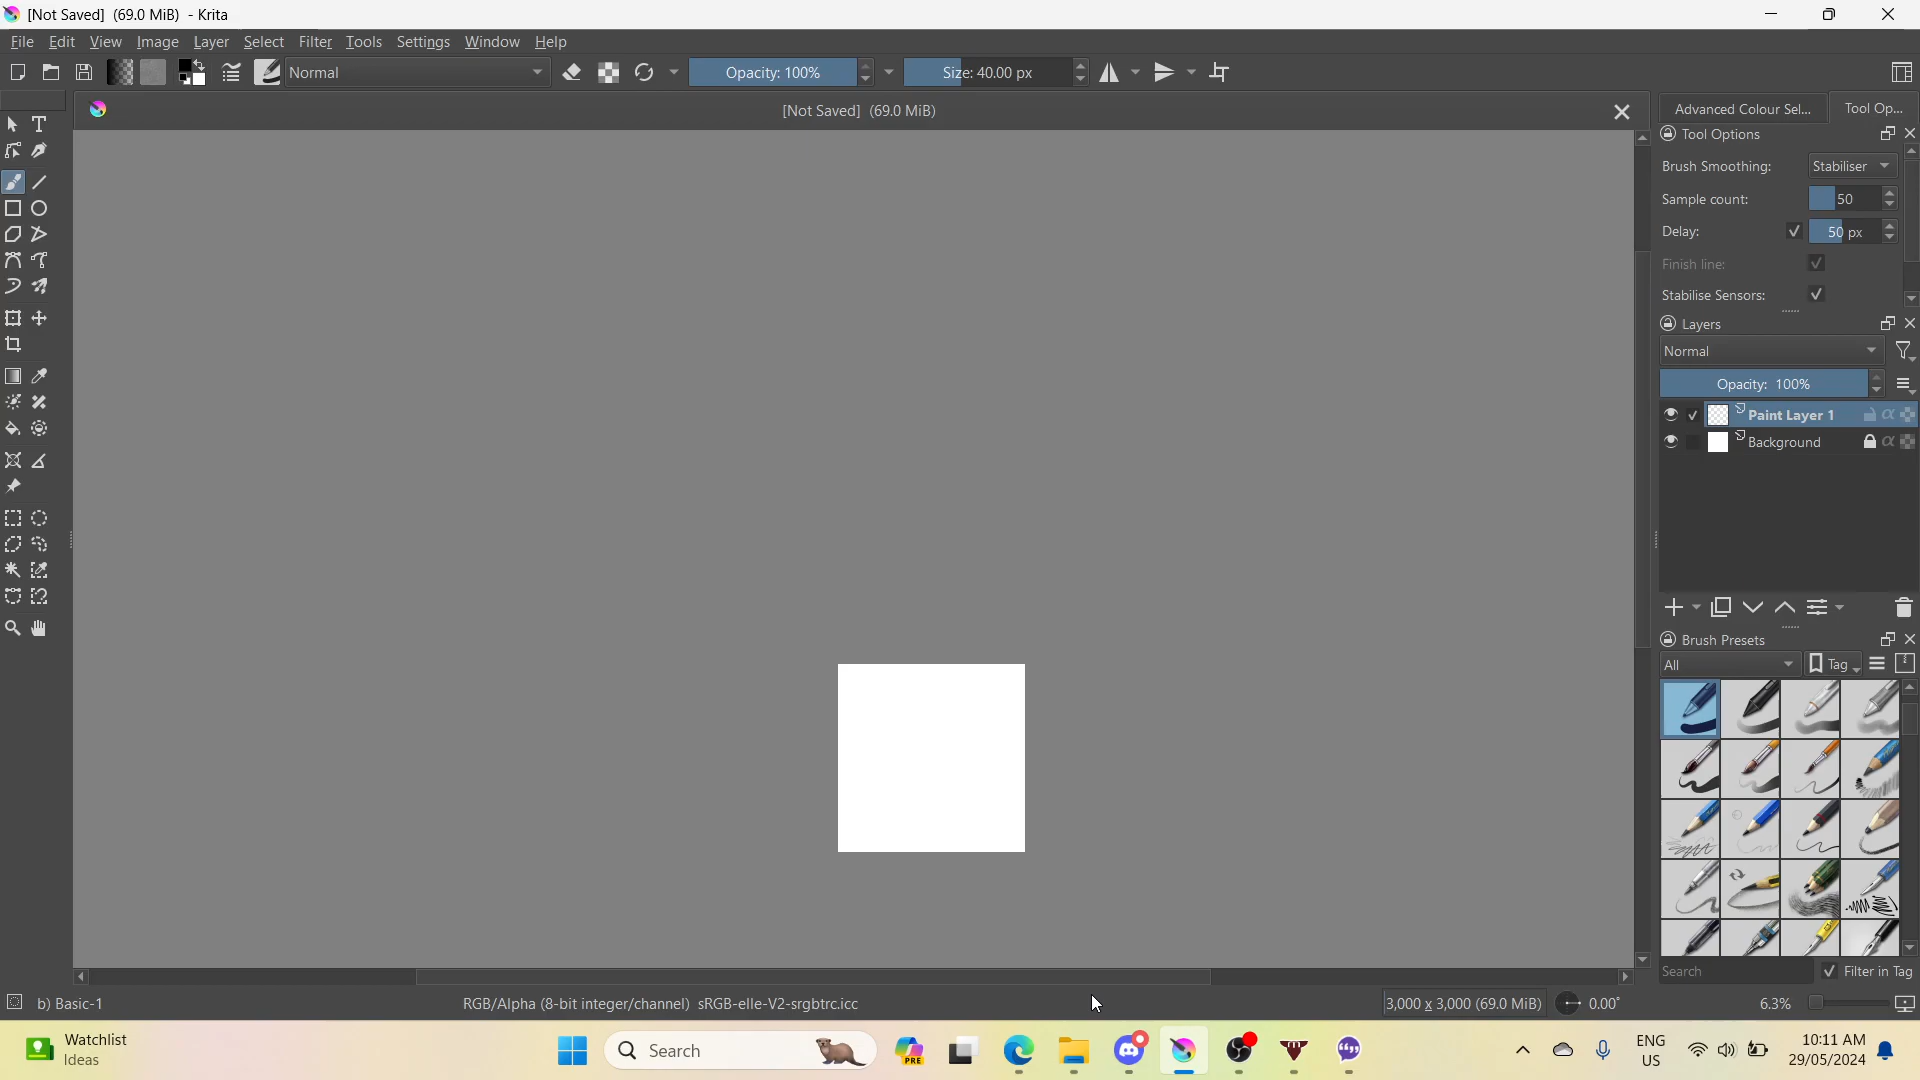 [Not Saved] (69.0 MiB) - Krita
File Edit View Image Layer Select Filter Tools Settings Window Help
Normal Opacity: 100% Size: 40.00 px
[Not Saved] (69.0 MiB)
Advanced Colour Sel... Tool Op...
Tool Options
Brush Smoothing: Stabiliser
Sample count: 50
Delay: 50 px
Finish line:
Stabilise Sensors:
Layers
Normal
Opacity: 100%
Paint Layer 1
Background
Brush Presets
All Tag
Search Filter in Tag
b) Basic-1 RGB/Alpha (8-bit integer/channel) sRGB-elle-V2-srgbtrc.icc 3,000 x 3,000 (69.0 MiB) 0.00° 6.3%
Watchlist
Ideas
Search
PRE
ENG
US
10:11 AM
29/05/2024